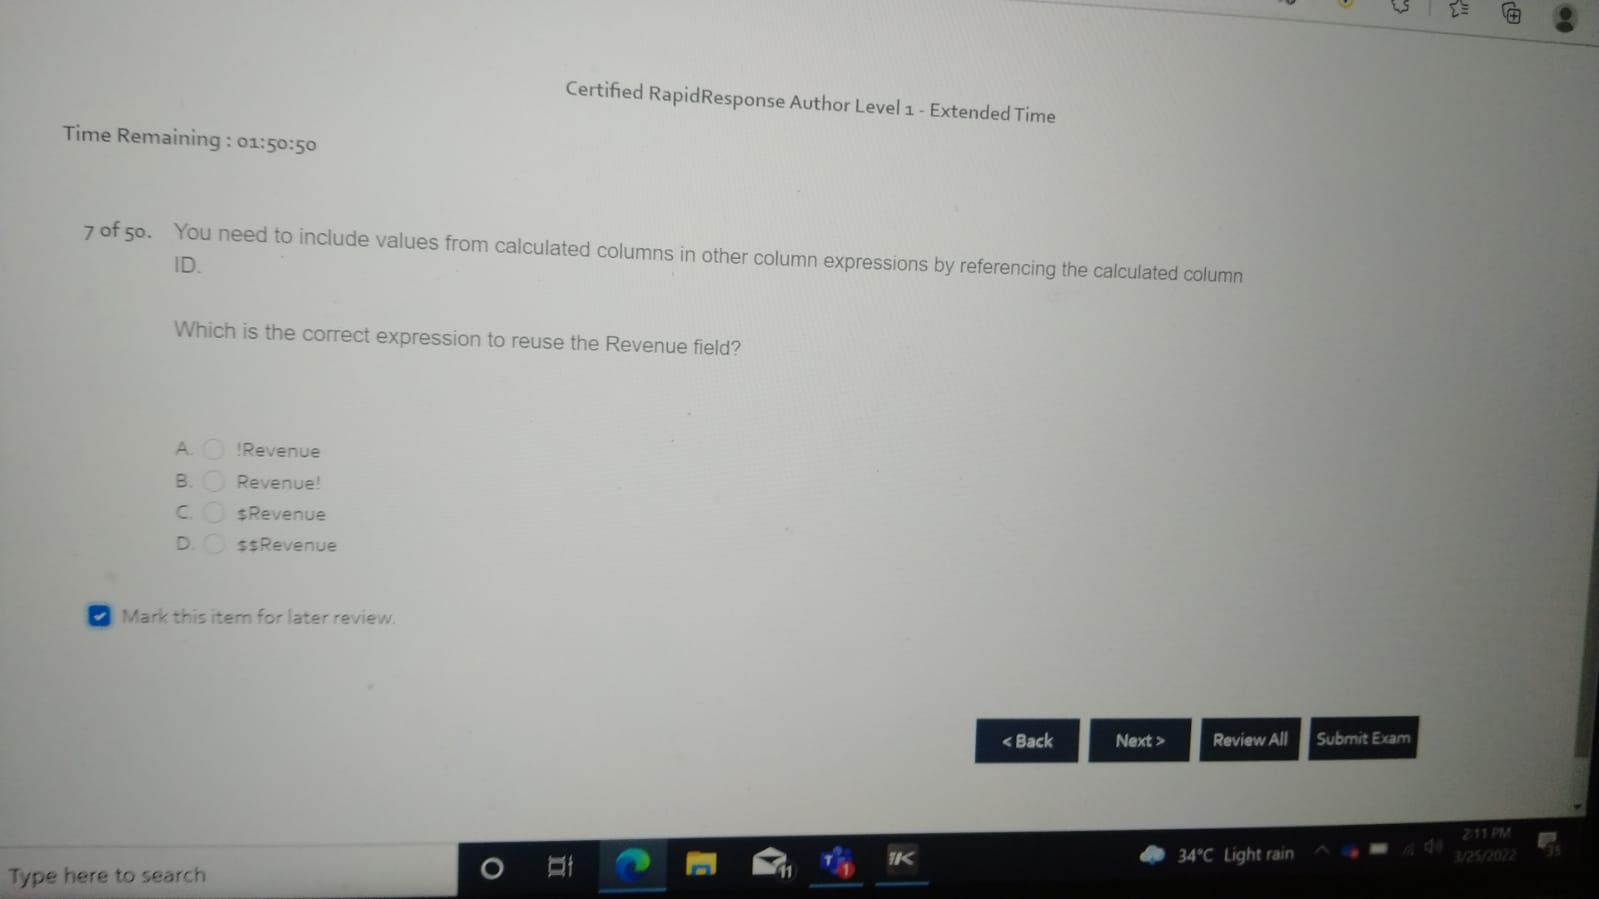 Certified RapidResponse Author Level 1 - Extended Time
Time Remaining : 01:50:50
7 of 50. You need to include values from calculated columns in other column expressions by referencing the calculated column
ID.
Which is the correct expression to reuse the Revenue field?
A. !Revenue
B. Revenue!
C. $Revenue
D. $$Revenue
Mark this item for later review.
< Back Next > Review All Submit Exam
Type here to search
11
T 1
34°C Light rain
2:11 PM
3/25/2022
35